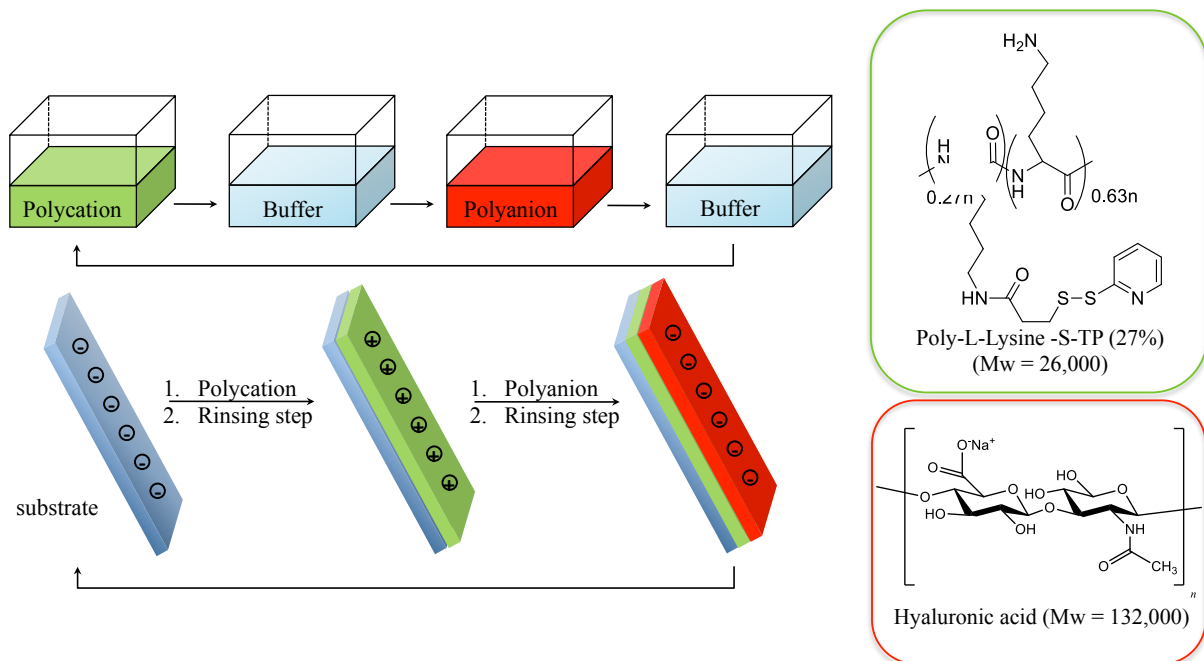 Polycation
Buffer
Polyanion
Buffer
substrate
1. Polycation
2. Rinsing step
1. Polyanion
2. Rinsing step
- - - - - -
+ + + + + +
- - - - - -
H₂N
H
N
O
N
H
O
0.27n
0.63n
HN
O
S-S
N
Poly-L-Lysine -S-TP (27%)
(Mw = 26,000)
O⁻Na⁺
O
O
HO
O
OH
O
HO
HO
O
O
NH
O
CH₃
n
Hyaluronic acid (Mw = 132,000)